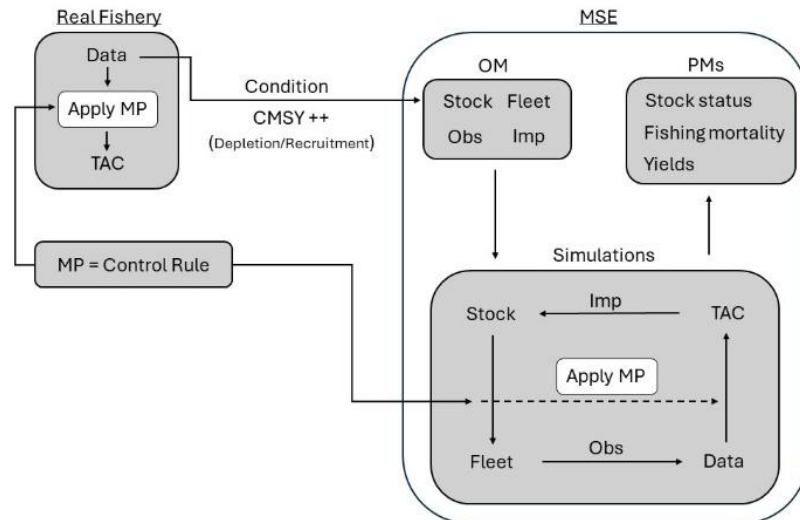 Real Fishery
Data
Apply MP
TAC
MP = Control Rule
Condition
CMSY ++
(Depletion/Recruitment)
MSE
OM
Stock Fleet
Obs Imp
PMs
Stock status
Fishing mortality
Yields
Simulations
Stock
Imp
TAC
Apply MP
Fleet
Obs
Data